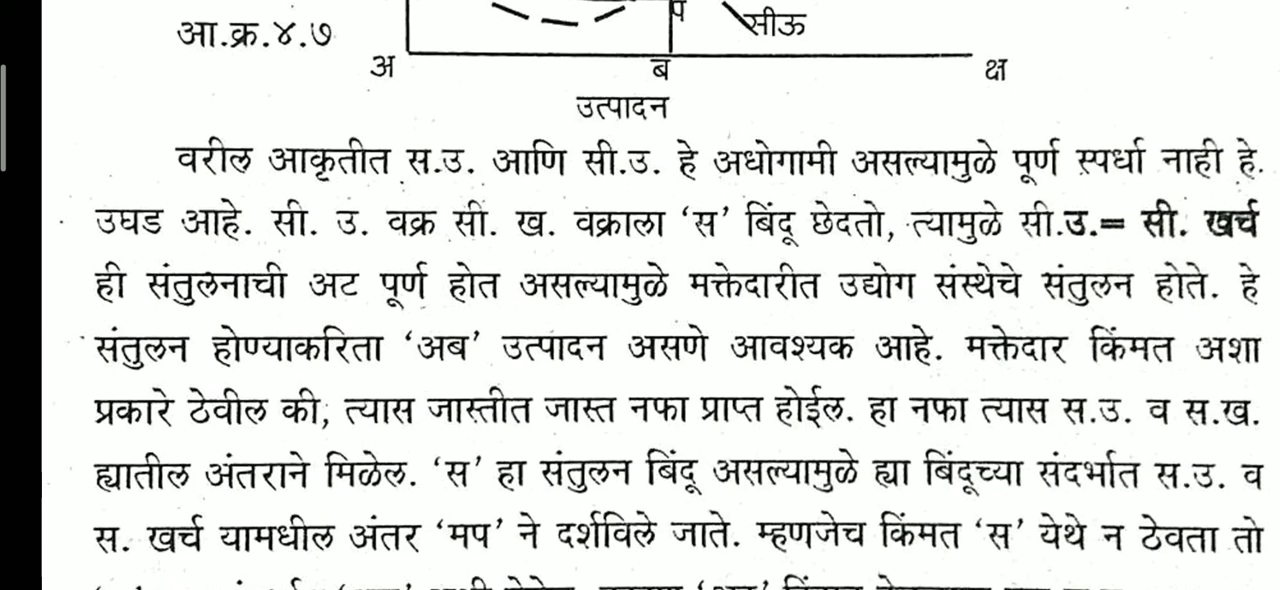 प
सीऊ
आ.क्र.४.७
अ ब क्ष
उत्पादन
वरील आकृतीत स.उ. आणि सी.उ. हे अधोगामी असल्यामुळे पूर्ण स्पर्धा नाही हे.
उघड आहे. सी. उ. वक्र सी. ख. वक्राला ‘स’ बिंदू छेदतो, त्यामुळे सी.उ.= सी. खर्च
ही संतुलनाची अट पूर्ण होत असल्यामुळे मक्तेदारीत उद्योग संस्थेचे संतुलन होते. हे
संतुलन होण्याकरिता ‘अब’ उत्पादन असणे आवश्यक आहे. मक्तेदार किंमत अशा
प्रकारे ठेवील की, त्यास जास्तीत जास्त नफा प्राप्त होईल. हा नफा त्यास स.उ. व स.ख.
ह्यातील अंतराने मिळेल. ‘स’ हा संतुलन बिंदू असल्यामुळे ह्या बिंदूच्या संदर्भात स.उ. व
स. खर्च यामधील अंतर ‘मप’ ने दर्शविले जाते. म्हणजेच किंमत ‘स’ येथे न ठेवता तो